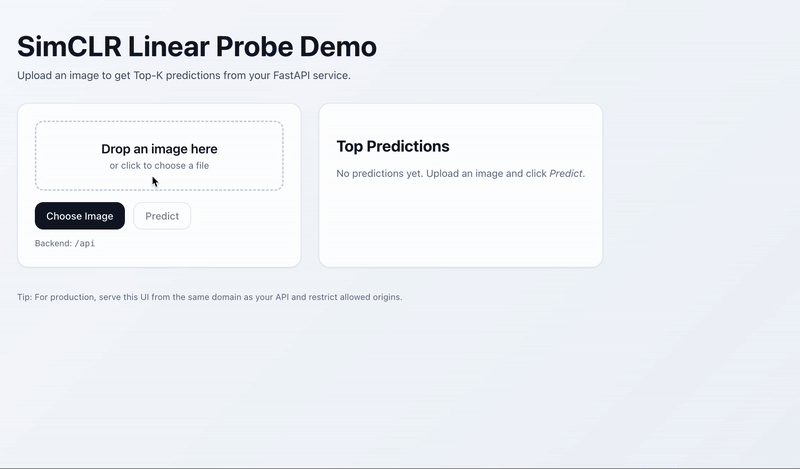 SimCLR Linear Probe Demo
Upload an image to get Top-K predictions from your FastAPI service.
Drop an image here
or click to choose a file
Choose Image
Predict
Backend: /api
Top Predictions
No predictions yet. Upload an image and click Predict.
Tip: For production, serve this UI from the same domain as your API and restrict allowed origins.